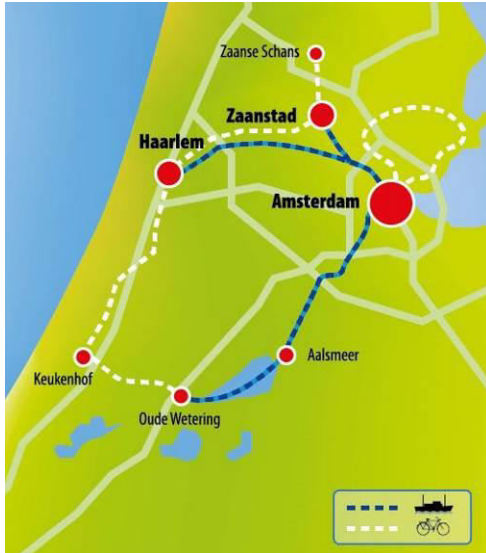 Zaanse Schans
Zaanstad
Haarlem
Amsterdam
Aalsmeer
Keukenhof
Oude Wetering